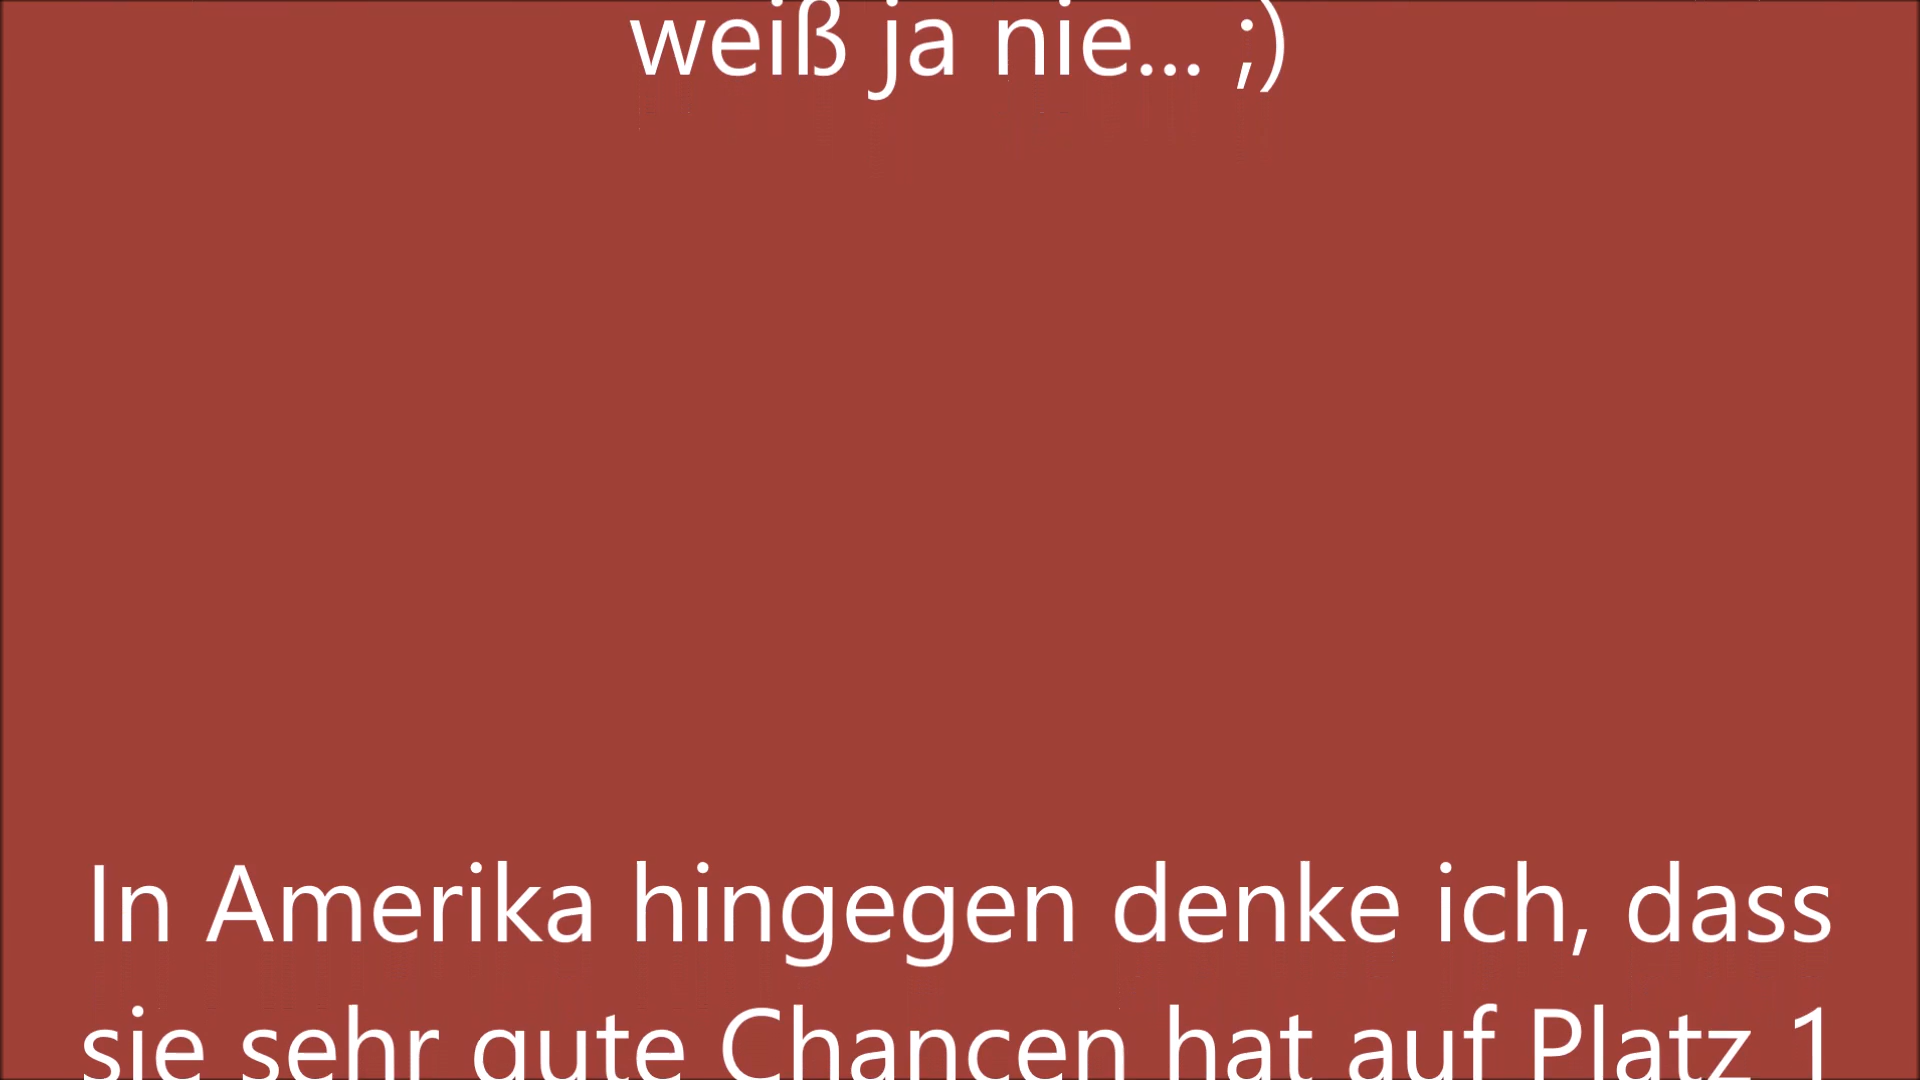 weiß ja nie... ;)
In Amerika hingegen denke ich, dass
sie sehr gute Chancen hat auf Platz 1